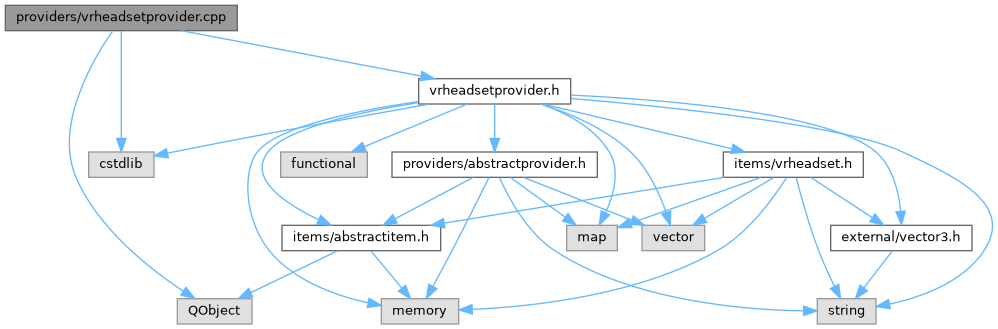 providers/vrheadsetprovider.cpp
vrheadsetprovider.h
cstdlib
functional
providers/abstractprovider.h
items/vrheadset.h
items/abstractitem.h
map
vector
external/vector3.h
QObject
memory
string